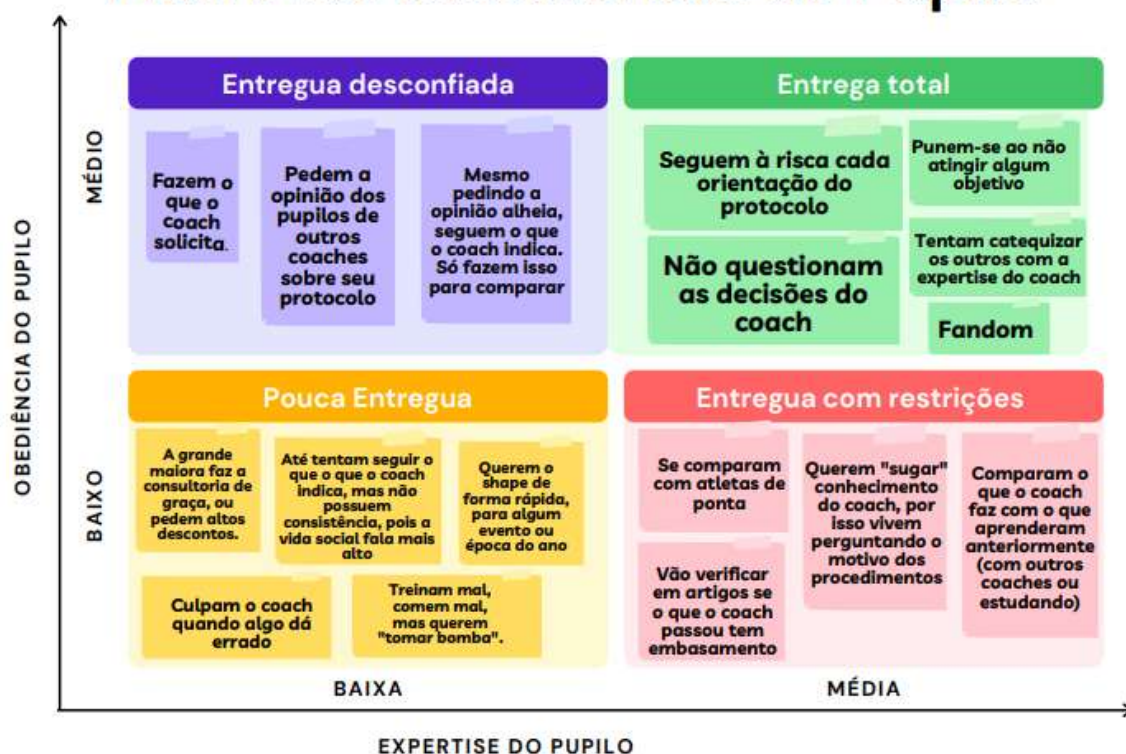 Entregua desconfiada
Entrega total
MÉDIO
Fazem o
que o
coach
solicita.
Pedem a
opinião dos
pupilos de
outros
coaches
sobre seu
protocolo
Mesmo
pedindo a
opinião alheia,
seguem o que
o coach indica.
Só fazem isso
para comparar
Seguem à risca cada
orientação do
protocolo
Punem-se ao não
atingir algum
objetivo
Não questionam
as decisões do
coach
Tentam catequizar
os outros com a
expertise do coach
Fandom
OBEDIÊNCIA DO PUPILO
Pouca Entregua
Entregua com restrições
BAIXO
A grande
maiora faz a
consultoria de
graça, ou
pedem altos
descontos.
Até tentam seguir o
que o que o coach
indica, mas não
possuem
consistência, pois a
vida social fala mais
alto
Querem o
shape de
forma rápida,
para algum
evento ou
época do ano
Culpam o coach
quando algo dá
errado
Treinam mal,
comem mal,
mas querem
"tomar bomba".
Se comparam
com atletas de
ponta
Querem "sugar"
conhecimento
do coach, por
isso vivem
perguntando o
motivo dos
procedimentos
Comparam o
que o coach
faz com o que
aprenderam
anteriormente
(com outros
coaches ou
estudando)
Vão verificar
em artigos se
o que o coach
passou tem
embasamento
BAIXA
MÉDIA
EXPERTISE DO PUPILO